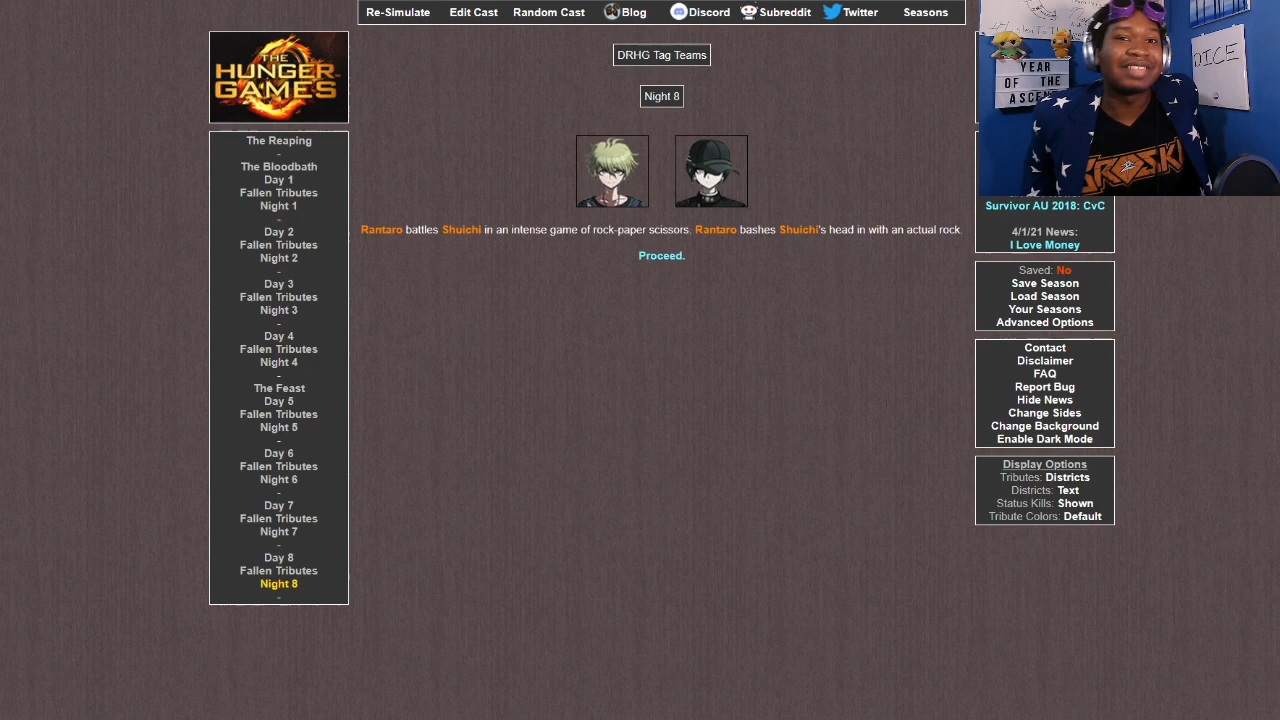 Re-Simulate
Edit Cast
Random Cast
Blog
Discord
Subreddit
Twitter
Seasons
THE
HUNGER
GAMES
The Reaping
-
The Bloodbath
Day 1
Fallen Tributes
Night 1
-
Day 2
Fallen Tributes
Night 2
-
Day 3
Fallen Tributes
Night 3
-
Day 4
Fallen Tributes
Night 4
-
The Feast
Day 5
Fallen Tributes
Night 5
-
Day 6
Fallen Tributes
Night 6
-
Day 7
Fallen Tributes
Night 7
-
Day 8
Fallen Tributes
Night 8
-
DRHG Tag Teams
Night 8
Rantaro battles Shuichi in an intense game of rock-paper scissors, Rantaro bashes Shuichi's head in with an actual rock.
Proceed.
YEAR
OF THE
ASCEN
DICE
Survivor AU 2018: CvC
4/1/21 News:
I Love Money
Saved: No
Save Season
Load Season
Your Seasons
Advanced Options
Contact
Disclaimer
FAQ
Report Bug
Hide News
Change Sides
Change Background
Enable Dark Mode
Display Options
Tributes: Districts
Districts: Text
Status Kills: Shown
Tribute Colors: Default